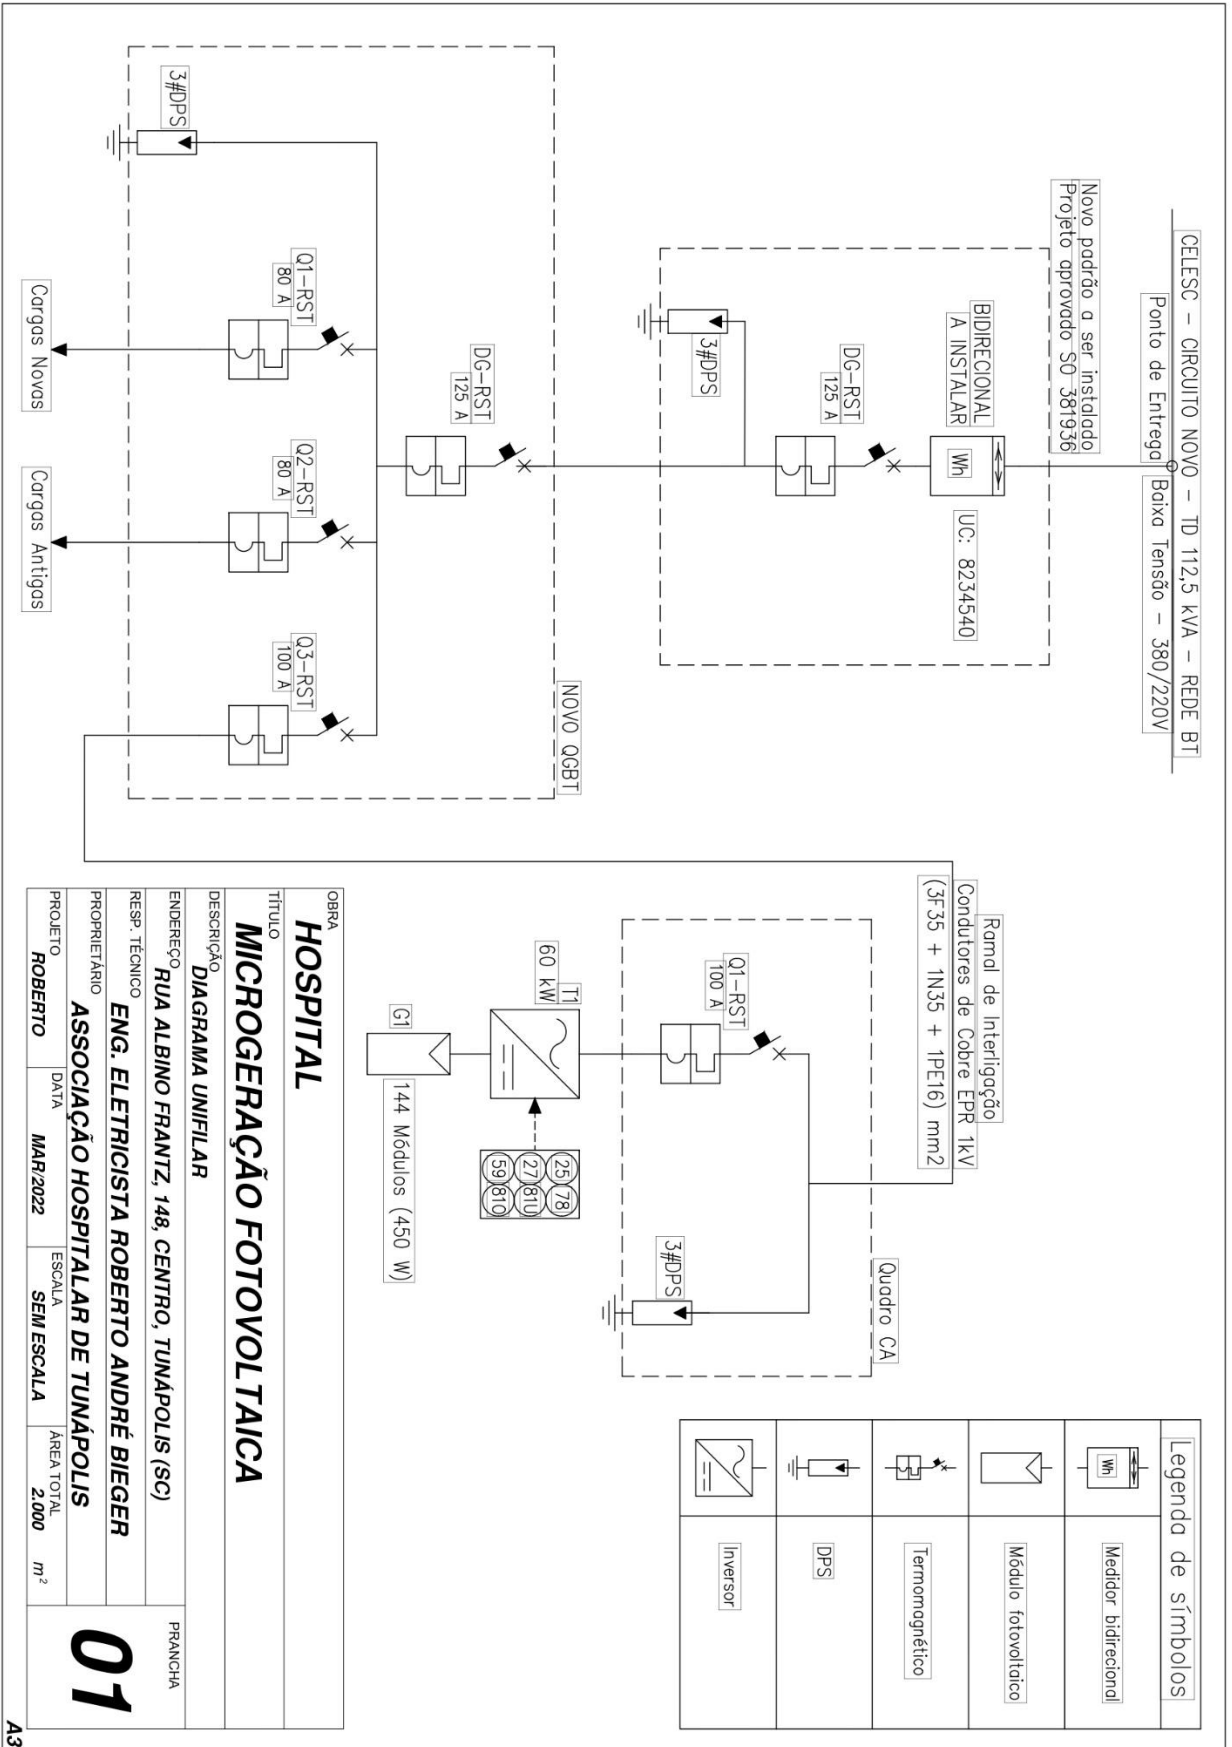 CELESC – CIRCUITO NOVO – TD 112,5 kVA – REDE BT
Ponto de Entrega
Baixa Tensão – 380/220V
Novo padrão a ser instalado
Projeto aprovado SO 381936
BIDIRECIONAL
A INSTALAR
Wh
UC: 8234540
DG-RST
125 A
3#DPS
NOVO QGBT
DG-RST
125 A
Q1-RST
80 A
Q2-RST
80 A
Q3-RST
100 A
3#DPS
Cargas Novas
Cargas Antigas
Ramal de Interligação
Condutores de Cobre EPR 1kV
(3F35 + 1N35 + 1PE16) mm2
Quadro CA
Q1-RST
100 A
3#DPS
T1
60 kW
25 78
27 81U
59 81O
G1
144 Módulos (450 W)
Legenda de símbolos
Wh
Medidor bidirecional
Módulo fotovoltaico
Termomagnético
DPS
Inversor
OBRA
HOSPITAL
TÍTULO
MICROGERAÇÃO FOTOVOLTAICA
DESCRIÇÃO
DIAGRAMA UNIFILAR
ENDEREÇO
RUA ALBINO FRANTZ, 148, CENTRO, TUNÁPOLIS (SC)
RESP. TÉCNICO
ENG. ELETRICISTA ROBERTO ANDRÉ BIEGER
PROPRIETÁRIO
ASSOCIAÇÃO HOSPITALAR DE TUNÁPOLIS
PROJETO
ROBERTO
DATA
MAR/2022
ESCALA
SEM ESCALA
ÁREA TOTAL
2.000 m²
PRANCHA
01
A3